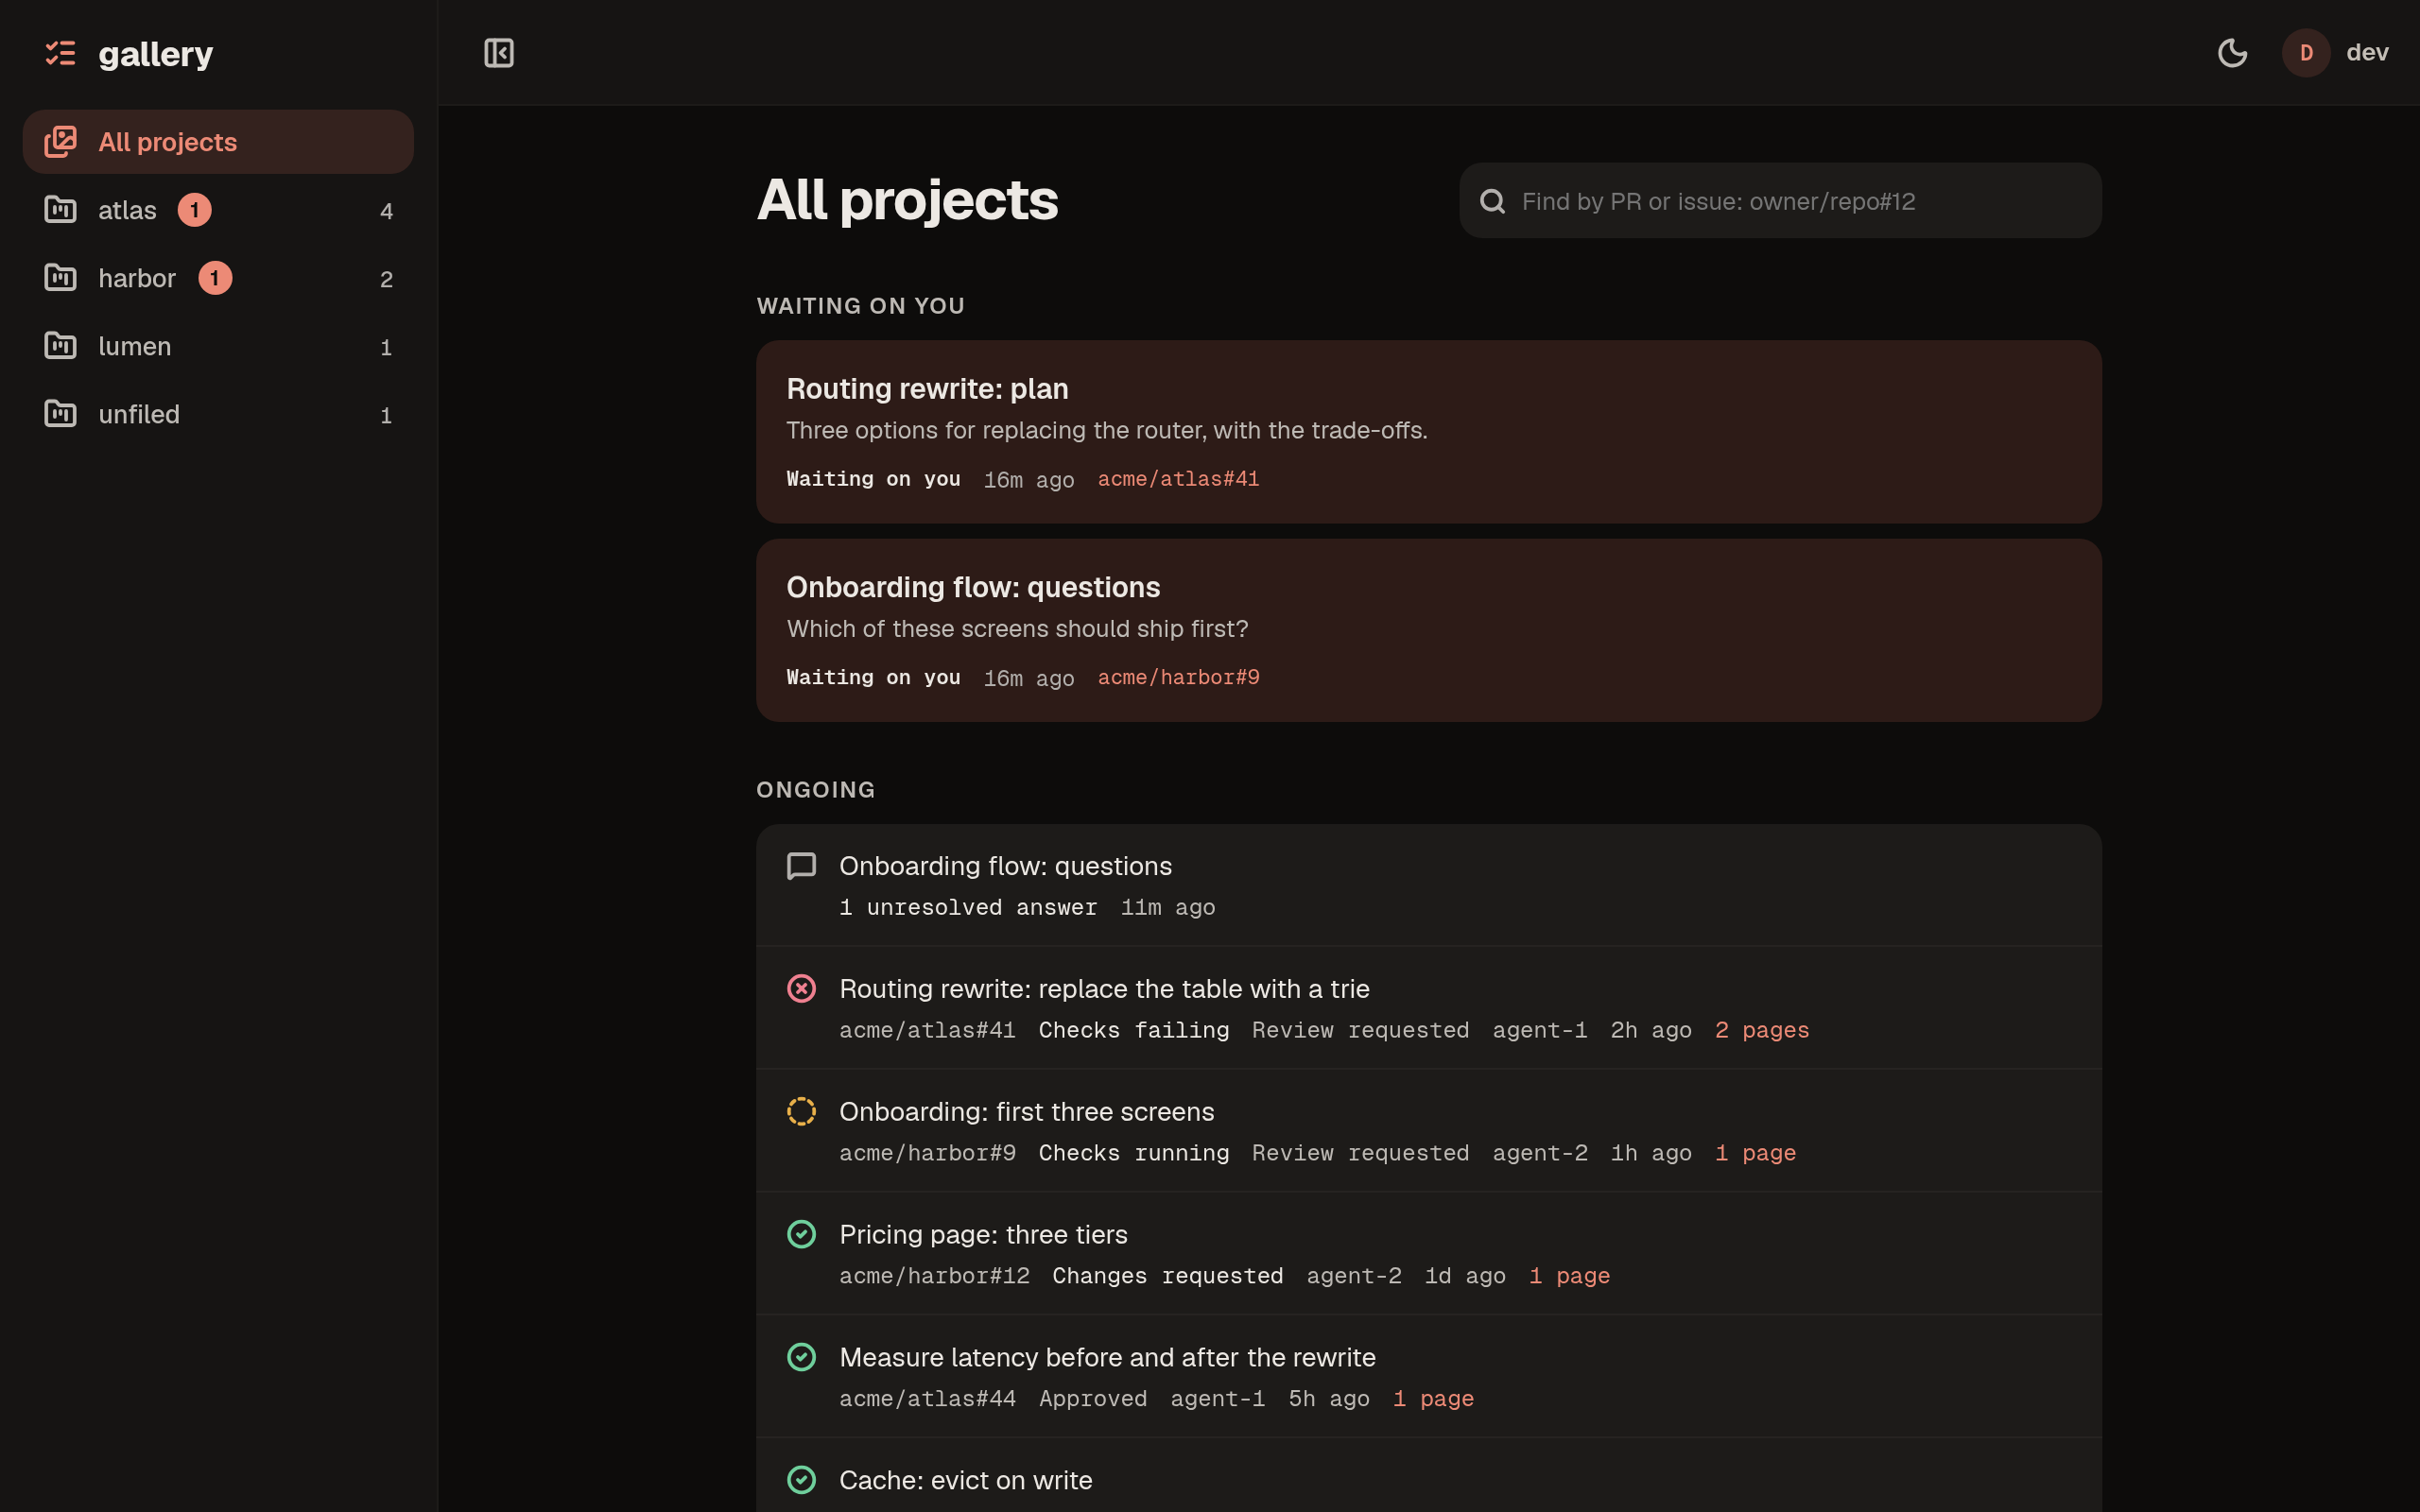 gallery
D dev
All projects
atlas 1 4
harbor 1 2
lumen 1
unfiled 1
All projects
Find by PR or issue: owner/repo#12
WAITING ON YOU
Routing rewrite: plan
Three options for replacing the router, with the trade-offs.
Waiting on you 16m ago acme/atlas#41
Onboarding flow: questions
Which of these screens should ship first?
Waiting on you 16m ago acme/harbor#9
ONGOING
Onboarding flow: questions
1 unresolved answer 11m ago
Routing rewrite: replace the table with a trie
acme/atlas#41 Checks failing Review requested agent-1 2h ago 2 pages
Onboarding: first three screens
acme/harbor#9 Checks running Review requested agent-2 1h ago 1 page
Pricing page: three tiers
acme/harbor#12 Changes requested agent-2 1d ago 1 page
Measure latency before and after the rewrite
acme/atlas#44 Approved agent-1 5h ago 1 page
Cache: evict on write